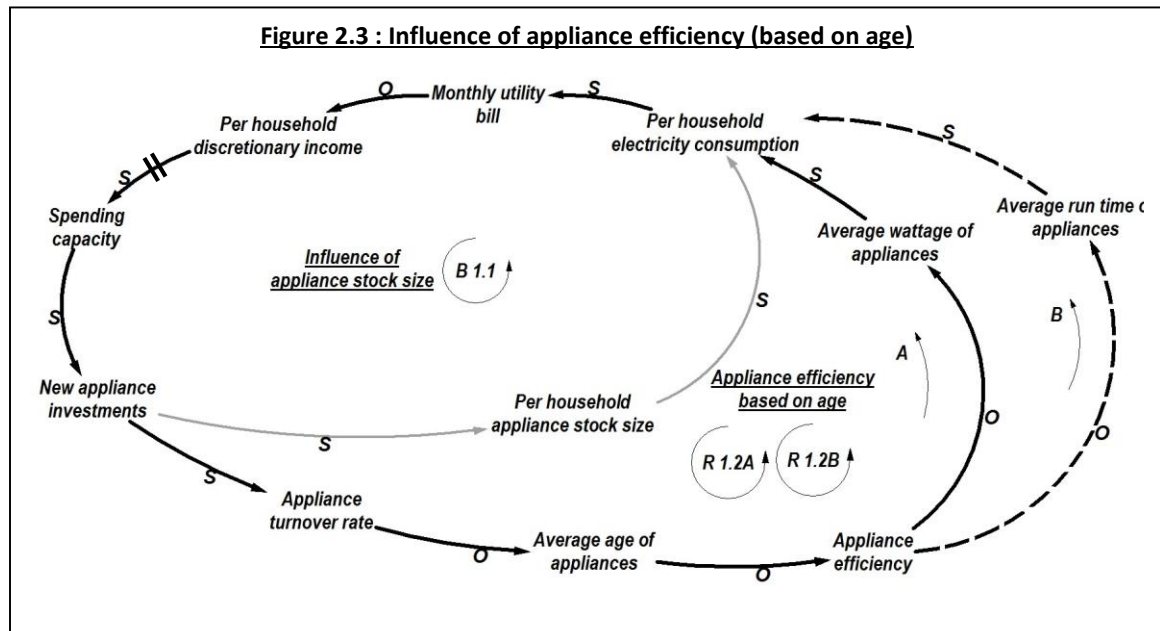 Figure 2.3 : Influence of appliance efficiency (based on age)
O
Monthly utility
bill
S
Per household
discretionary income
Per household
electricity consumption
S
S
S
Spending
capacity
Average run time o
appliances
Average wattage of
appliances
Influence of
appliance stock size
B 1.1
S
S
B
A
New appliance
investments
Per household
appliance stock size
Appliance efficiency
based on age
S
O
O
R 1.2A
R 1.2B
S
Appliance
turnover rate
O
Average age of
appliances
O
Appliance
efficiency